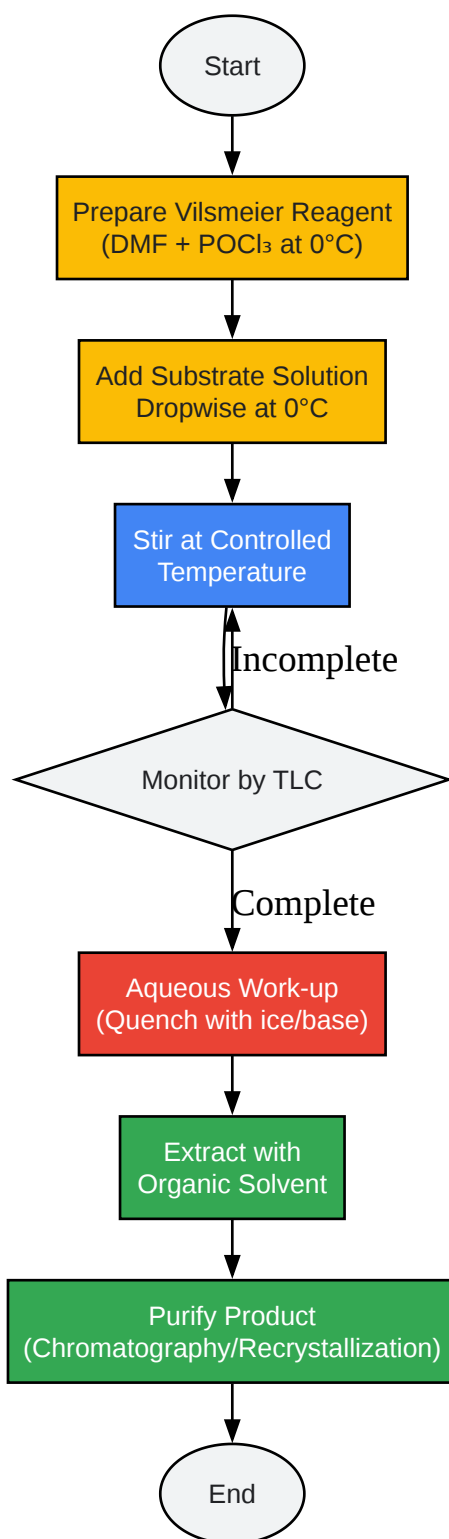 Start
Prepare Vilsmeier Reagent
(DMF + POCl₃ at 0°C)
Add Substrate Solution
Dropwise at 0°C
Stir at Controlled
Temperature
Incomplete
Monitor by TLC
Complete
Aqueous Work-up
(Quench with ice/base)
Extract with
Organic Solvent
Purify Product
(Chromatography/Recrystallization)
End